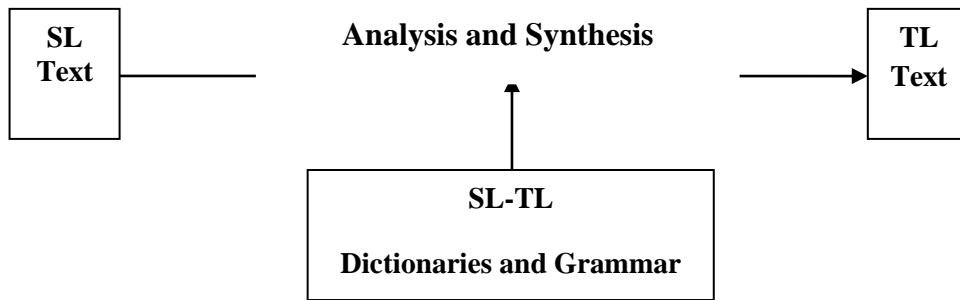 SL
Text
Analysis and Synthesis
TL
Text
SL-TL
Dictionaries and Grammar